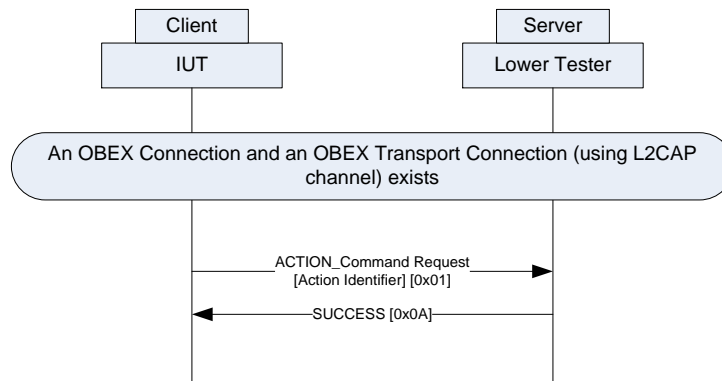 Client
Server
IUT
Lower Tester
An OBEX Connection and an OBEX Transport Connection (using L2CAP
channel) exists
ACTION_Command Request
[Action Identifier] [0x01]
SUCCESS [0x0A]